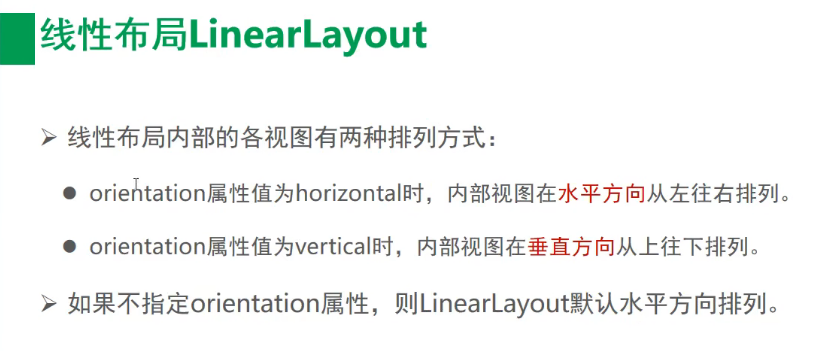 线性布局LinearLayout
➢ 线性布局内部的各视图有两种排列方式：
● orientation属性值为horizontal时，内部视图在水平方向从左往右排列。
● orientation属性值为vertical时，内部视图在垂直方向从上往下排列。
➢ 如果不指定orientation属性，则LinearLayout默认水平方向排列。